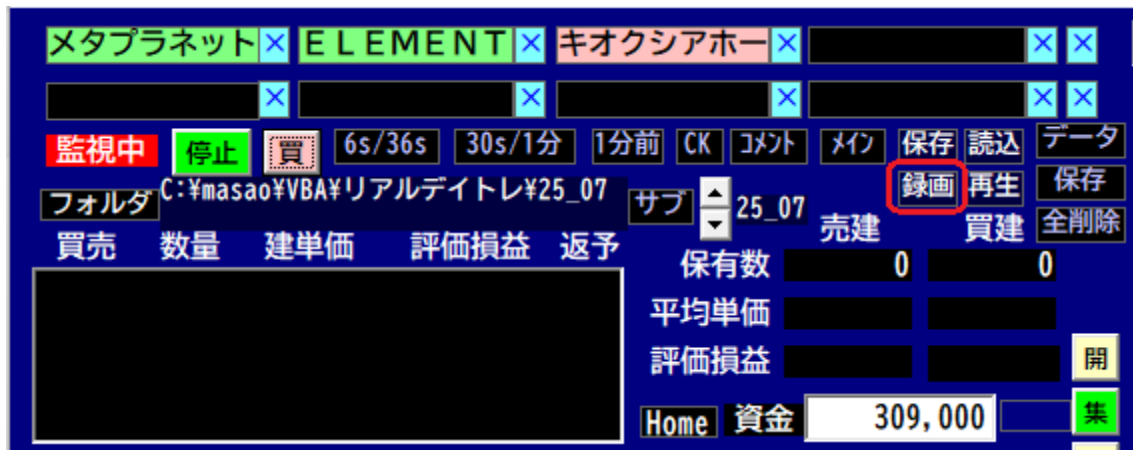 メタプラネット × ＥＬＥＭＥＮＴ × キオクシアホー × × ×
× × × × ×
監視中 停止 買 6s/36s 30s/1分 1分前 CK ｺﾒﾝﾄ ﾒｲﾝ 保存 読込 データ
フォルダ C:¥masao¥VBA¥リアルデイトレ¥25_07 サブ 25_07 録画 再生 保存
買売 数量 建単価 評価損益 返予 売建 買建 全削除
保有数 0 0
平均単価
評価損益 開
Home 資金 309,000 集